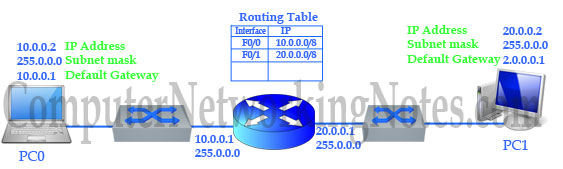 Routing Table
Interface IP
F0/0 10.0.0.0/8
F0/1 20.0.0.0/8
10.0.0.2 IP Address
255.0.0.0 Subnet mask
10.0.0.1 Default Gateway
IP Address 20.0.0.2
Subnet mask 255.0.0.0
Default Gateway 2.0.0.0.1
ComputerNetworkingNotes.com
10.0.0.1
255.0.0.0
20.0.0.1
255.0.0.0
PC0
PC1